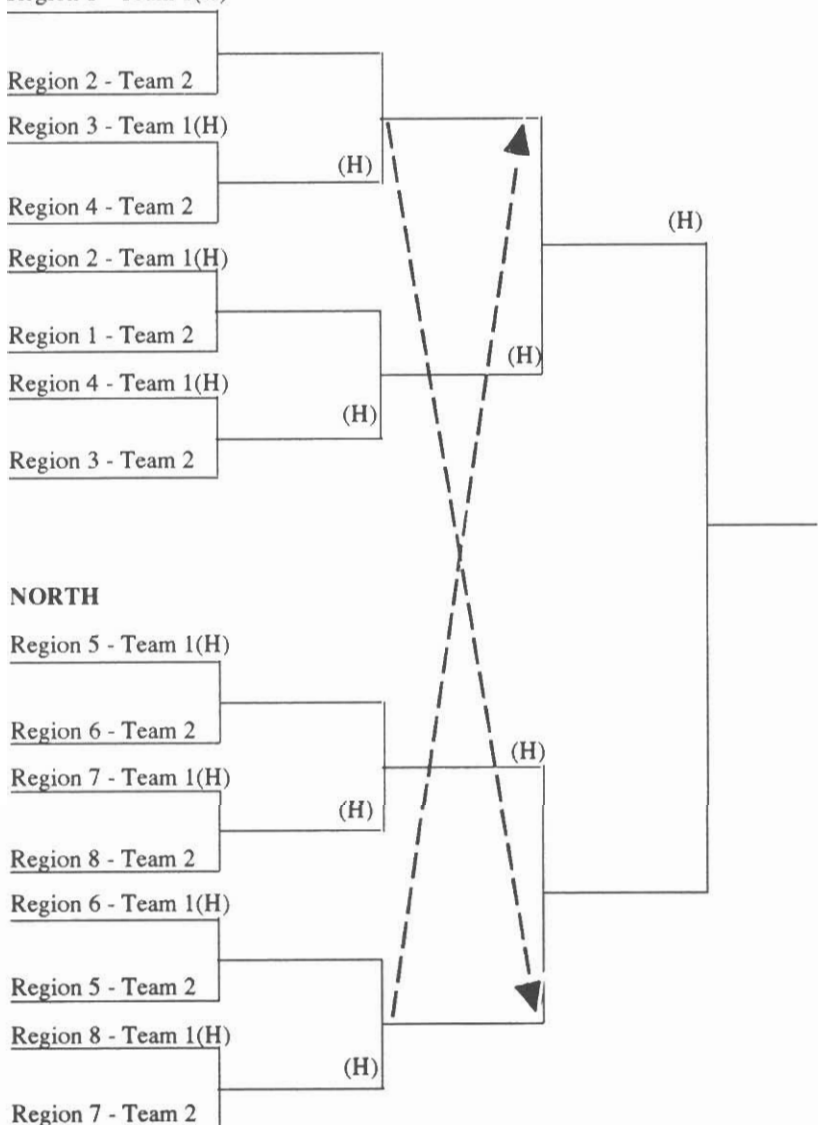 Region 2 - Team 2
Region 3 - Team 1(H)
(H)
Region 4 - Team 2
(H)
Region 2 - Team 1(H)
Region 1 - Team 2
(H)
Region 4 - Team 1(H)
(H)
Region 3 - Team 2
NORTH
Region 5 - Team 1(H)
Region 6 - Team 2
(H)
Region 7 - Team 1(H)
(H)
Region 8 - Team 2
Region 6 - Team 1(H)
Region 5 - Team 2
Region 8 - Team 1(H)
(H)
Region 7 - Team 2